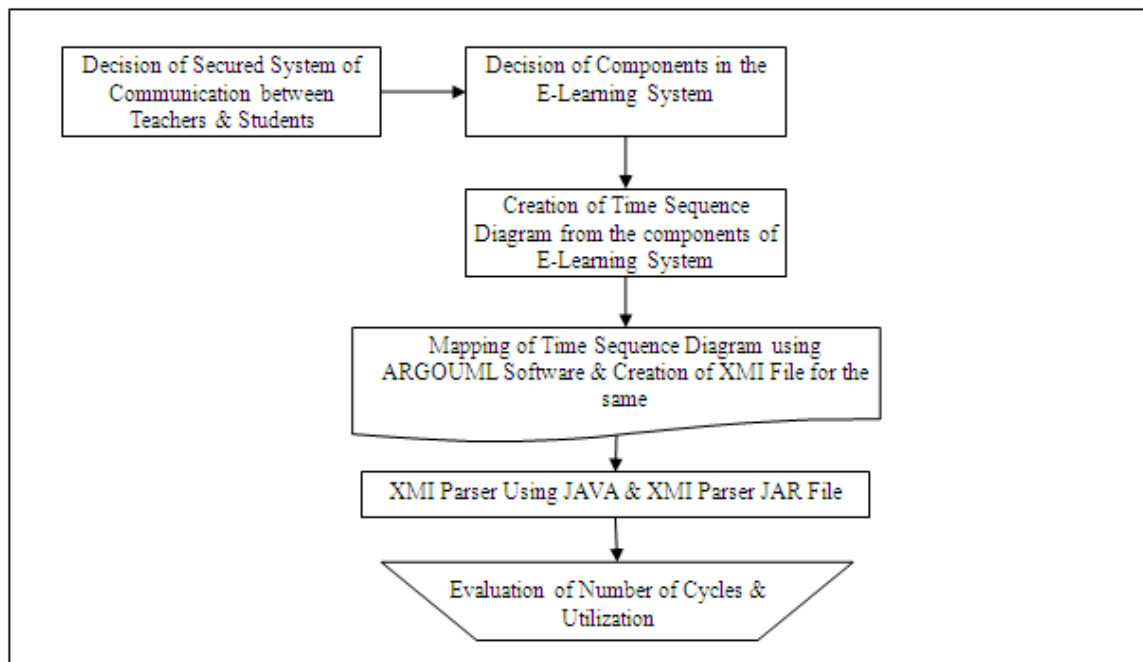 Decision of Secured System of
Communication between
Teachers & Students
Decision of Components in the
E-Learning System
Creation of Time Sequence
Diagram from the components of
E-Learning System
Mapping of Time Sequence Diagram using
ARGOUML Software & Creation of XMI File for the
same
XMI Parser Using JAVA & XMI Parser JAR File
Evaluation of Number of Cycles &
Utilization